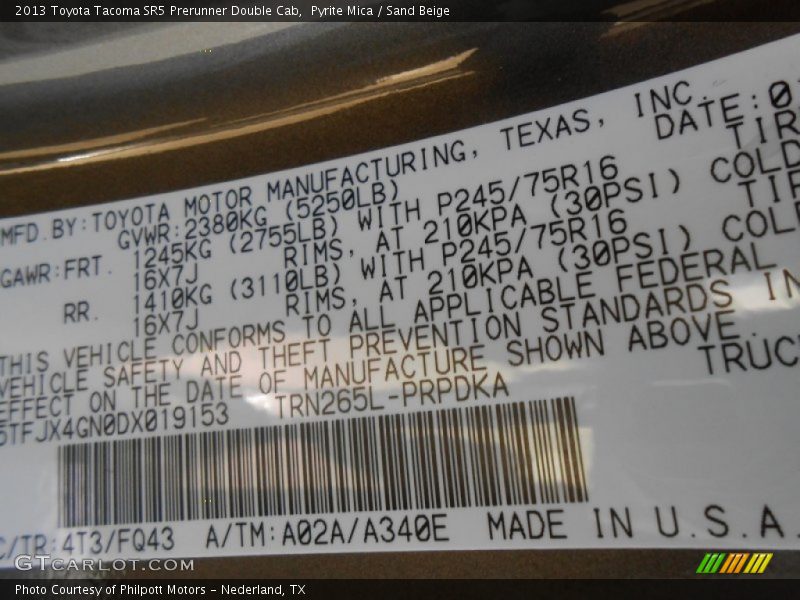 2013 Toyota Tacoma SR5 Prerunner Double Cab, Pyrite Mica / Sand Beige
MFD.BY:TOYOTA MOTOR MANUFACTURING, TEXAS, INC.
DATE:
GVWR:2380KG (5250LB)
GAWR:FRT. 1245KG (2755LB) WITH P245/75R16 TIR
16X7J RIMS, AT 210KPA (30PSI) COLD
RR. 1410KG (3110LB) WITH P245/75R16 TIR
16X7J RIMS, AT 210KPA (30PSI) COLD
THIS VEHICLE CONFORMS TO ALL APPLICABLE FEDERAL
VEHICLE SAFETY AND THEFT PREVENTION STANDARDS IN
EFFECT ON THE DATE OF MANUFACTURE SHOWN ABOVE.
5TFJX4GN0DX019153 TRN265L-PRPDKA TRUC
C/TR:4T3/FQ43 A/TM:A02A/A340E MADE IN U.S.A.
GTCARLOT.COM
Photo Courtesy of Philpott Motors - Nederland, TX